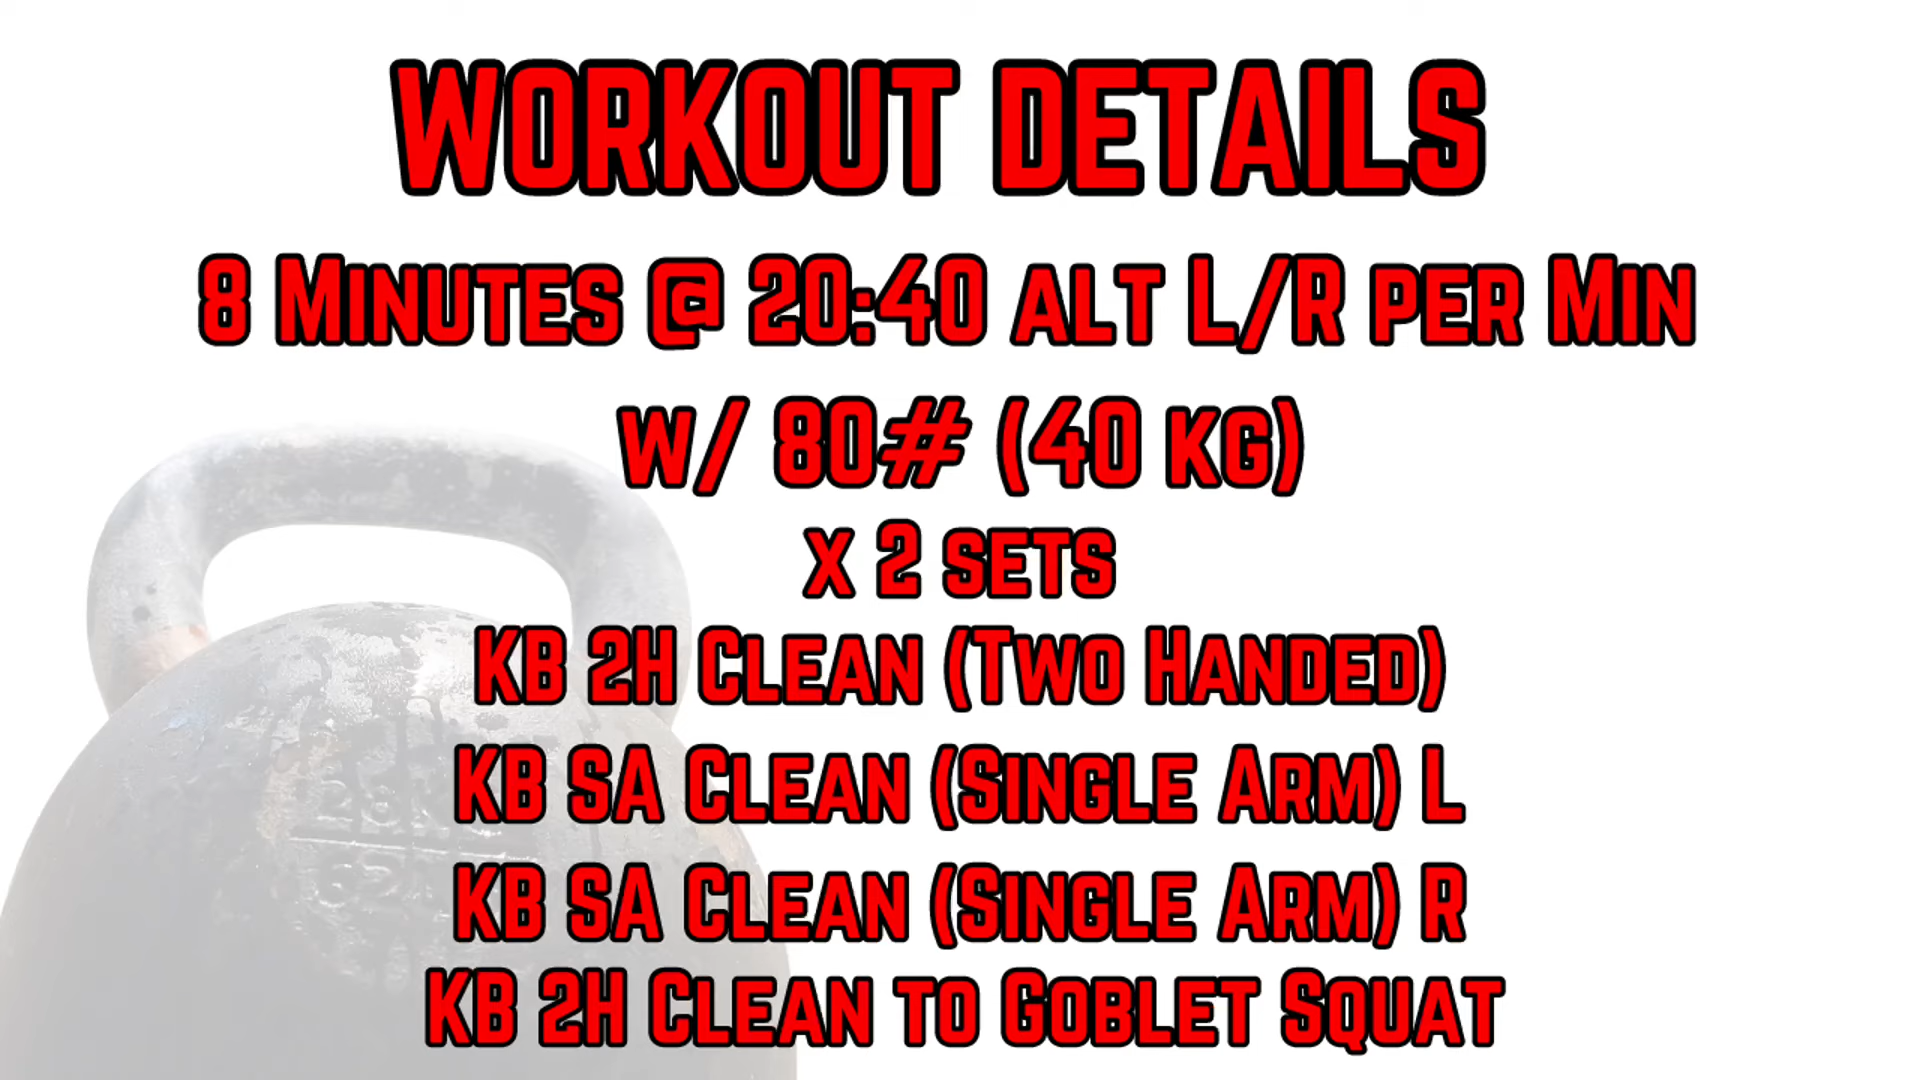 WORKOUT DETAILS
8 MINUTES @ 20:40 ALT L/R PER MIN
W/ 80# (40 KG)
X 2 SETS
KB 2H CLEAN (TWO HANDED)
KB SA CLEAN (SINGLE ARM) L
KB SA CLEAN (SINGLE ARM) R
KB 2H CLEAN TO GOBLET SQUAT